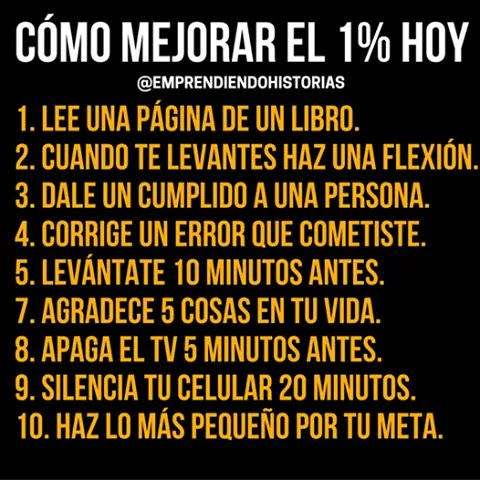 CÓMO MEJORAR EL 1% HOY
@EMPRENDIENDOHISTORIAS
1. LEE UNA PÁGINA DE UN LIBRO.
2. CUANDO TE LEVANTES HAZ UNA FLEXIÓN.
3. DALE UN CUMPLIDO A UNA PERSONA.
4. CORRIGE UN ERROR QUE COMETISTE.
5. LEVÁNTATE 10 MINUTOS ANTES.
7. AGRADECE 5 COSAS EN TU VIDA.
8. APAGA EL TV 5 MINUTOS ANTES.
9. SILENCIA TU CELULAR 20 MINUTOS.
10. HAZ LO MÁS PEQUEÑO POR TU META.